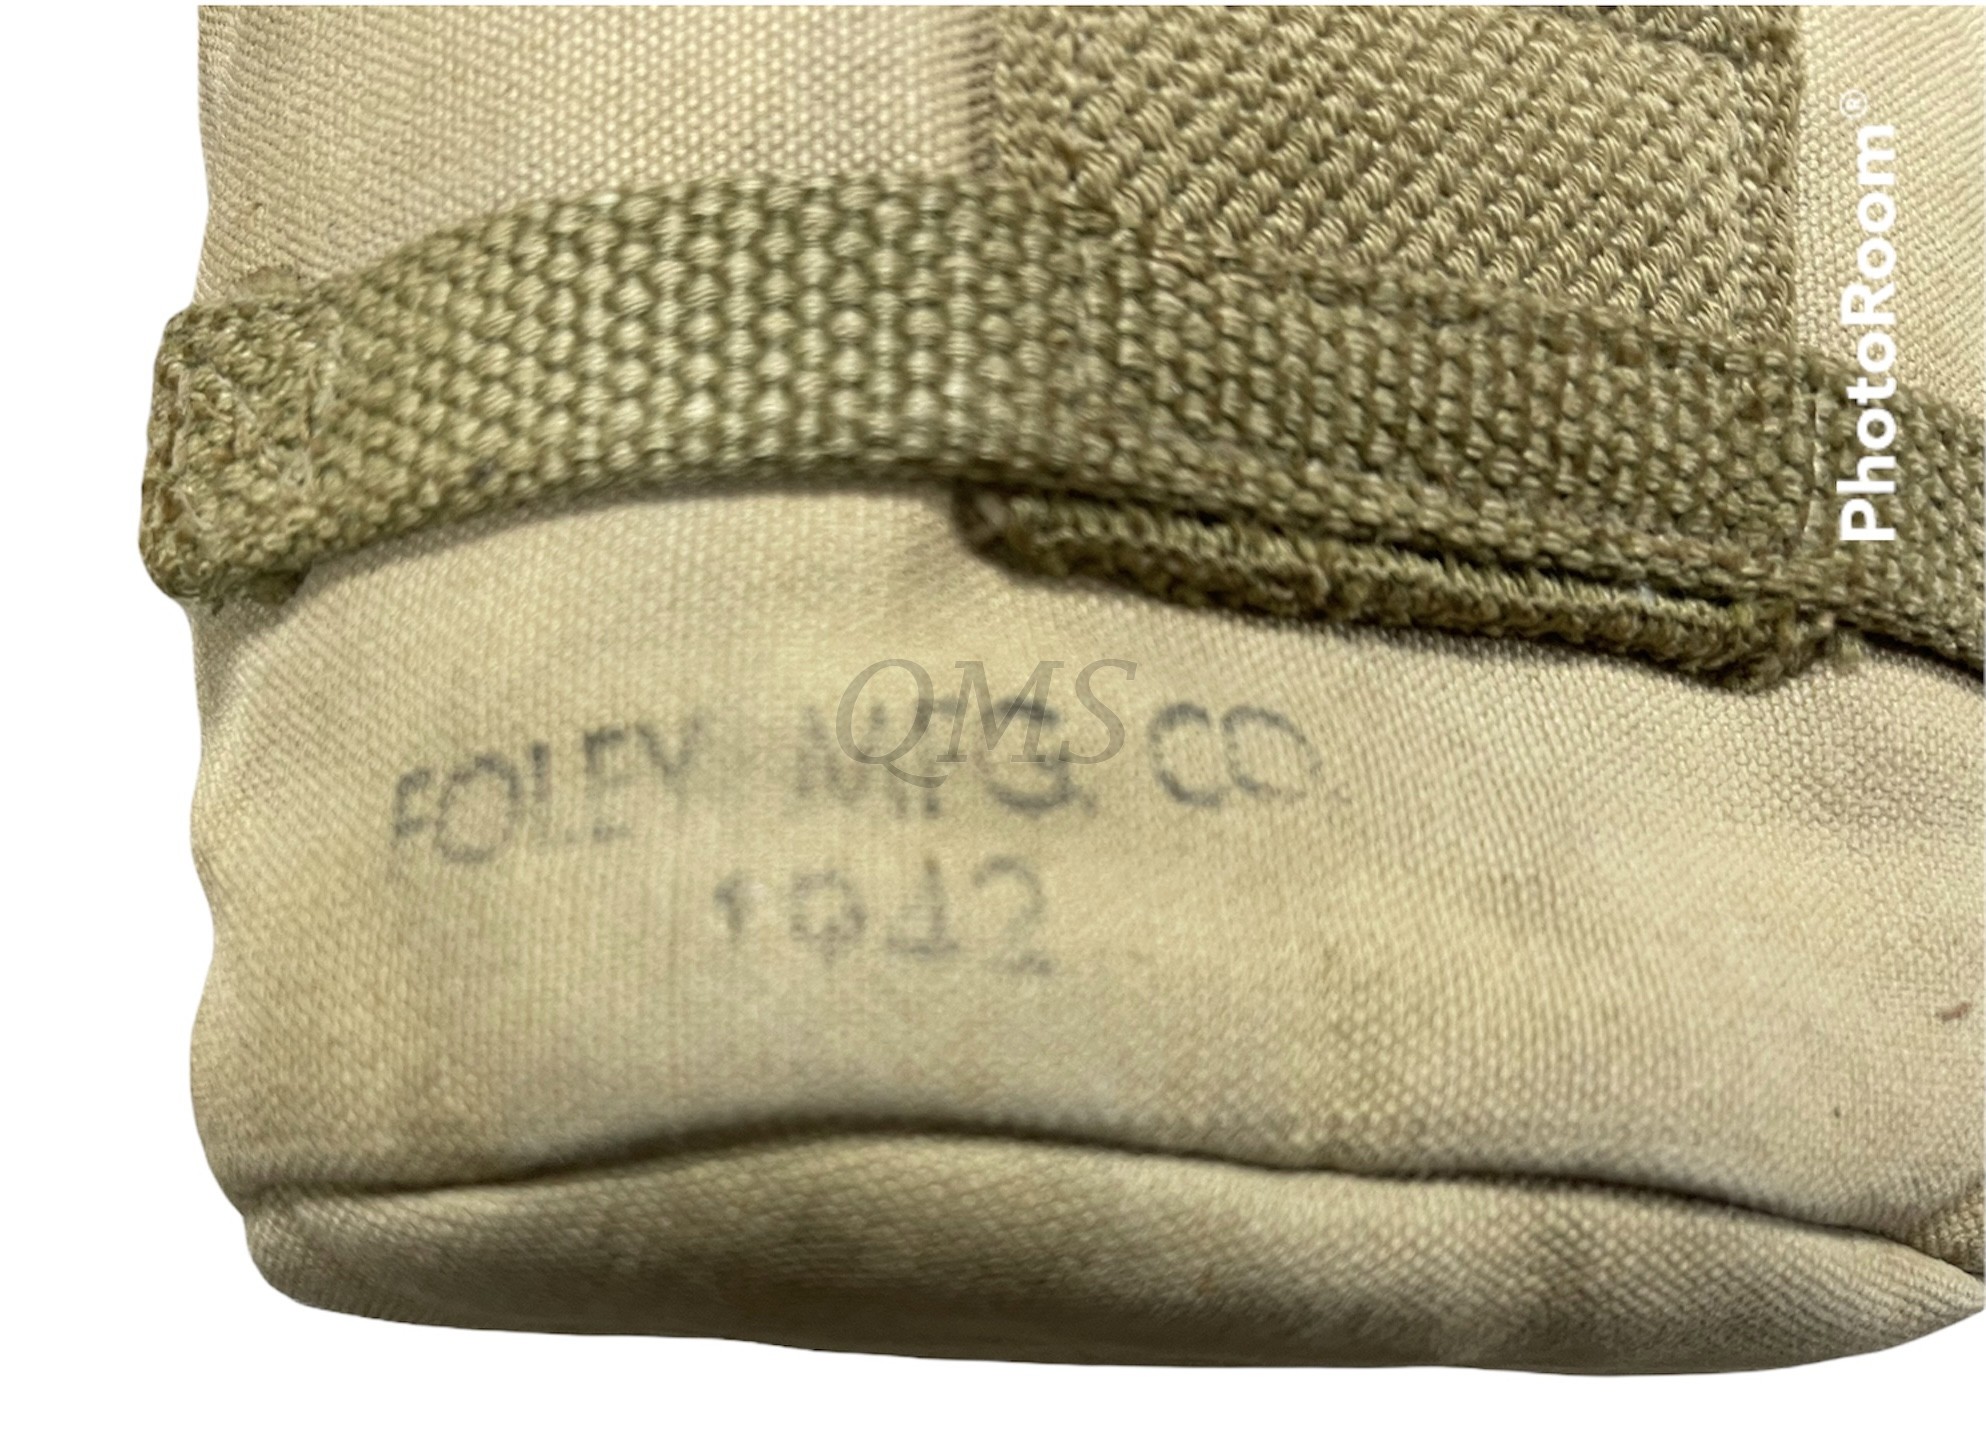 PhotoRoom®
QMS
FOLEY MFG. CO.
1942